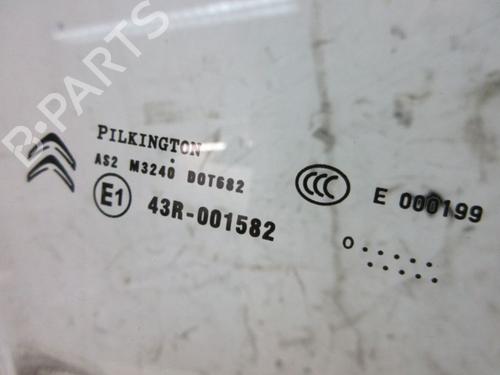 B-PARTS
PILKINGTON
AS2 M3240 DOT682
E1 43R-001582
CCC E 000199